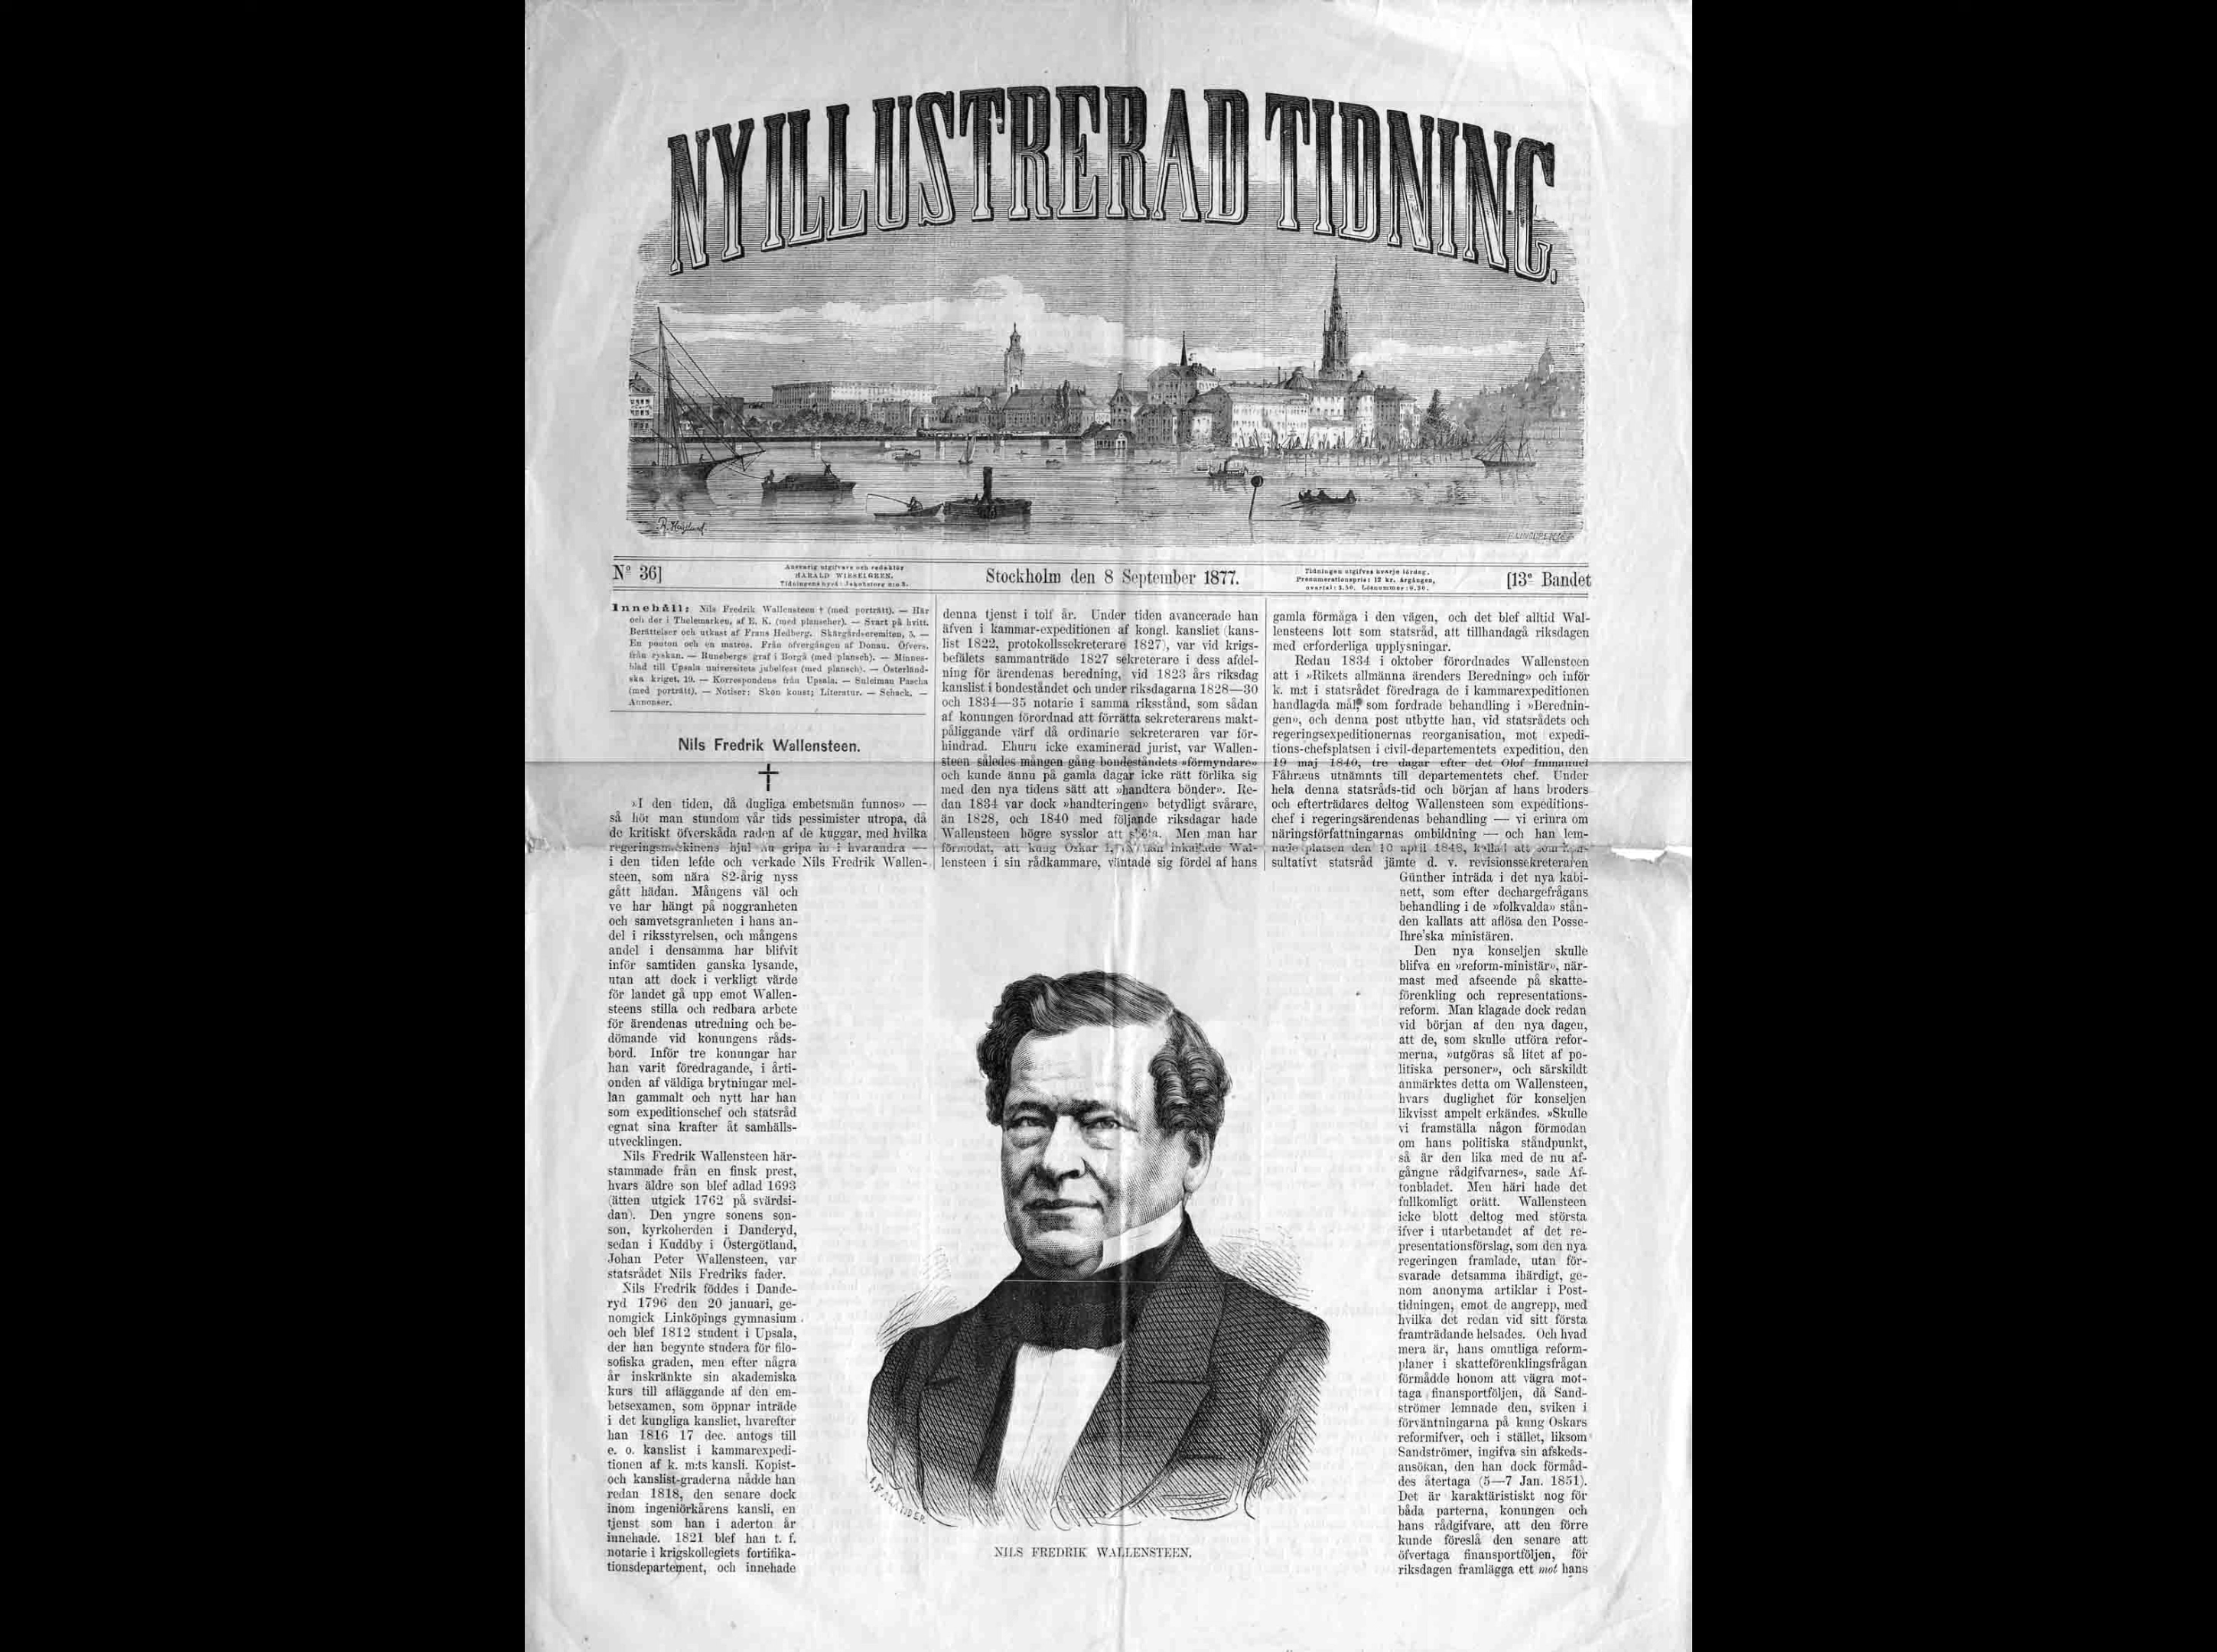 NY ILLUSTRERAD TIDNING.
Nº 36]
Ansvarig utgifvare och redaktör
HARALD WIESELGREN.
Tidningens byrå: Jakobstorg n:o 3.
Stockholm den 8 September 1877.
Tidningen utgifves hvarje lördag.
Prenumerationspris: 12 kr. årgången,
qvartal: 3,50. Lösnummer: 0,30.
[13e Bandet
Innehåll: Nils Fredrik Wallensteen † (med porträtt). — Här
och der i Thelemarken, af E. K. (med planscher). — Svart på hvitt.
Berättelser och utkast af Frans Hedberg. Skärgårdseremiten, 5. —
En ponton och en matros. Från öfvergången af Donau. Öfvers.
från ryskan. — Runebergs graf i Borgå (med plansch). — Minnes-
blad till Upsala universitets jubelfest (med plansch). — Österländ-
ska kriget, 19. — Korrespondens från Upsala. — Suleiman Pascha
(med porträtt). — Notiser: Skön konst; Literatur. — Schack. —
Annonser.
Nils Fredrik Wallensteen.
†
»I den tiden, då dugliga embetsmän funnos» —
så hör man stundom vår tids pessimister utropa, då
de kritiskt öfverskåda raden af de kuggar, med hvilka
regeringsmaskinens hjul nu gripa in i hvarandra —
i den tiden lefde och verkade Nils Fredrik Wallen-
steen, som nära 82-årig nyss
gått hädan. Mångens väl och
ve har hängt på noggranheten
och samvetsgranheten i hans an-
del i riksstyrelsen, och mångens
andel i densamma har blifvit
inför samtiden ganska lysande,
utan att dock i verkligt värde
för landet gå upp emot Wallen-
steens stilla och redbara arbete
för ärendenas utredning och be-
dömande vid konungens råds-
bord. Inför tre konungar har
han varit föredragande, i årti-
onden af väldiga brytningar mel-
lan gammalt och nytt har han
som expeditionschef och statsråd
egnat sina krafter åt samhälls-
utvecklingen.
Nils Fredrik Wallensteen här-
stammade från en finsk prest,
hvars äldre son blef adlad 1693
(ätten utgick 1762 på svärdsi-
dan). Den yngre sonens son-
son, kyrkoherden i Danderyd,
sedan i Kuddby i Östergötland,
Johan Peter Wallensteen, var
statsrådet Nils Fredriks fader.
Nils Fredrik föddes i Dande-
ryd 1796 den 20 januari, ge-
nomgick Linköpings gymnasium
och blef 1812 student i Upsala,
der han begynte studera för filo-
sofiska graden, men efter några
år inskränkte sin akademiska
kurs till afläggande af den em-
betsexamen, som öppnar inträde
i det kungliga kansliet, hvarefter
han 1816 17 dec. antogs till
e. o. kanslist i kammarexpedi-
tionen af k. m:ts kansli. Kopist-
och kanslist-graderna nådde han
redan 1818, den senare dock
inom ingeniörkårens kansli, en
tjenst som han i aderton år
innehade. 1821 blef han t. f.
notarie i krigskollegiets fortifika-
tionsdepartement, och innehade
denna tjenst i tolf år. Under tiden avancerade han
äfven i kammar-expeditionen af kongl. kansliet (kans-
list 1822, protokollssekreterare 1827), var vid krigs-
befälets sammanträde 1827 sekreterare i dess afdel-
ning för ärendenas beredning, vid 1823 års riksdag
kanslist i bondeståndet och under riksdagarna 1828—30
och 1834—35 notarie i samma riksstånd, som sådan
af konungen förordnad att förrätta sekreterarens makt-
påliggande värf då ordinarie sekreteraren var för-
hindrad. Ehuru icke examinerad jurist, var Wallen-
steen således mången gång bondeståndets »förmyndare»
och kunde ännu på gamla dagar icke rätt förlika sig
med den nya tidens sätt att »handtera bönder». Re-
dan 1834 var dock »handteringen» betydligt svårare,
än 1828, och 1840 med följande riksdagar hade
Wallensteen högre sysslor att sköta. Men man har
förmodat, att kung Oskar I, då han inkallade Wal-
lensteen i sin rådkammare, väntade sig fördel af hans
gamla förmåga i den vägen, och det blef alltid Wal-
lensteens lott som statsråd, att tillhandagå riksdagen
med erforderliga upplysningar.
Redan 1834 i oktober förordnades Wallensteen
att i »Rikets allmänna ärenders Beredning» och inför
k. m:t i statsrådet föredraga de i kammarexpeditionen
handlagda mål, som fordrade behandling i »Berednin-
gen», och denna post utbytte han, vid statsrådets och
regeringsexpeditionernas reorganisation, mot expedi-
tions-chefsplatsen i civil-departementets expedition, den
19 maj 1840, tre dagar efter det Olof Immanuel
Fåhræus utnämnts till departementets chef. Under
hela denna statsråds-tid och början af hans broders
och efterträdares deltog Wallensteen som expeditions-
chef i regeringsärendenas behandling — vi erinra om
näringsförfattningarnas ombildning — och han lem-
nade platsen den 10 april 1848, kallad att som kon-
sultativt statsråd jämte d. v. revisionssekreteraren
Günther inträda i det nya kabi-
nett, som efter dechargefrågans
behandling i de »folkvalda» stån-
den kallats att aflösa den Posse-
Ihre'ska ministären.
Den nya konseljen skulle
blifva en »reform-ministär», när-
mast med afseende på skatte-
förenkling och representations-
reform. Man klagade dock redan
vid början af den nya dagen,
att de, som skulle utföra refor-
merna, »utgöras så litet af po-
litiska personer», och särskildt
anmärktes detta om Wallensteen,
hvars duglighet för konseljen
likvisst ampelt erkändes. »Skulle
vi framställa någon förmodan
om hans politiska ståndpunkt,
så är den lika med de nu af-
gångne rådgifvarnes», sade Af-
tonbladet. Men häri hade det
fullkomligt orätt. Wallensteen
icke blott deltog med största
ifver i utarbetandet af det re-
presentationsförslag, som den nya
regeringen framlade, utan för-
svarade detsamma ihärdigt, ge-
nom anonyma artiklar i Post-
tidningen, emot de angrepp, med
hvilka det redan vid sitt första
framträdande helsades. Och hvad
mera är, hans omutliga reform-
planer i skatteförenklingsfrågan
förmådde honom att vägra mot-
taga finansportföljen, då Sand-
strömer lemnade den, sviken i
förväntningarna på kung Oskars
reformifver, och i stället, liksom
Sandströmer, ingifva sin afskeds-
ansökan, den han dock förmåd-
des återtaga (5—7 Jan. 1851).
Det är karaktäristiskt nog för
båda parterna, konungen och
hans rådgifvare, att den förre
kunde föreslå den senare att
öfvertaga finansportföljen, för
riksdagen framlägga ett mot hans
I. FALANDER.
NILS FREDRIK WALLENSTEEN.